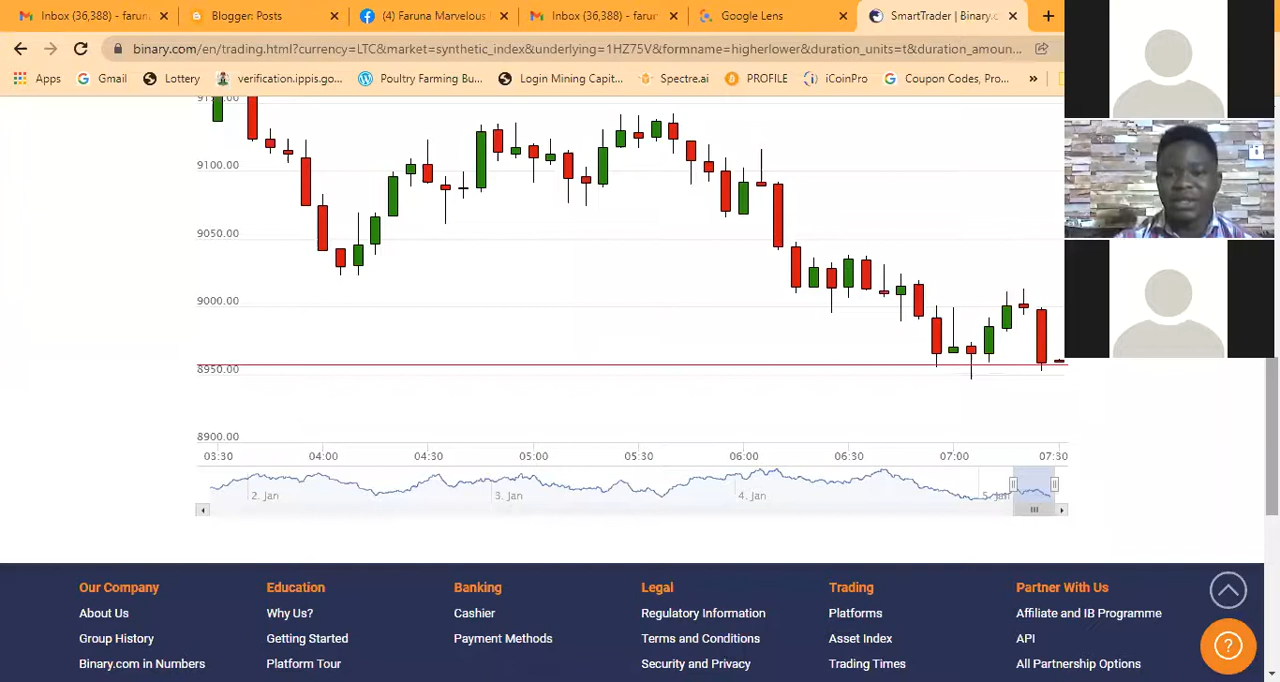 Inbox (36,388) - farun
Blogger: Posts
(4) Faruna Marvelous
Inbox (36,388) - farun
Google Lens
SmartTrader | Binary.c
binary.com/en/trading.html?currency=LTC&market=synthetic_index&underlying=1HZ75V&formname=higherlower&duration_units=t&duration_amoun...
Apps
Gmail
Lottery
verification.ippis.go...
Poultry Farming Bu...
Login Mining Capit...
Spectre.ai
PROFILE
iCoinPro
Coupon Codes, Pro...
»
9150.00
9100.00
9050.00
9000.00
8950.00
8900.00
03:30 04:00 04:30 05:00 05:30 06:00 06:30 07:00 07:30
2. Jan 3. Jan 4. Jan 5. Jan
Our Company Education Banking Legal Trading Partner With Us
About Us Why Us? Cashier Regulatory Information Platforms Affiliate and IB Programme
Group History Getting Started Payment Methods Terms and Conditions Asset Index API
Binary.com in Numbers Platform Tour Security and Privacy Trading Times All Partnership Options
?